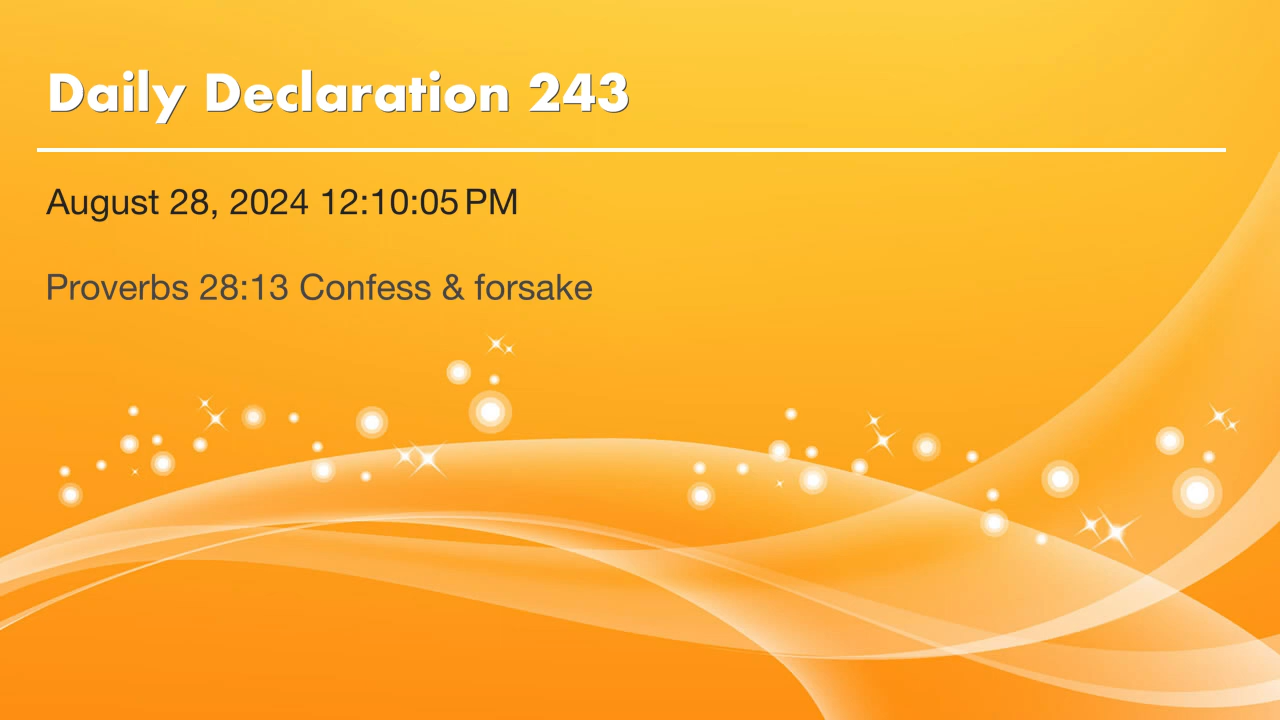 Daily Declaration 243
August 28, 2024 12:10:05 PM
Proverbs 28:13 Confess & forsake